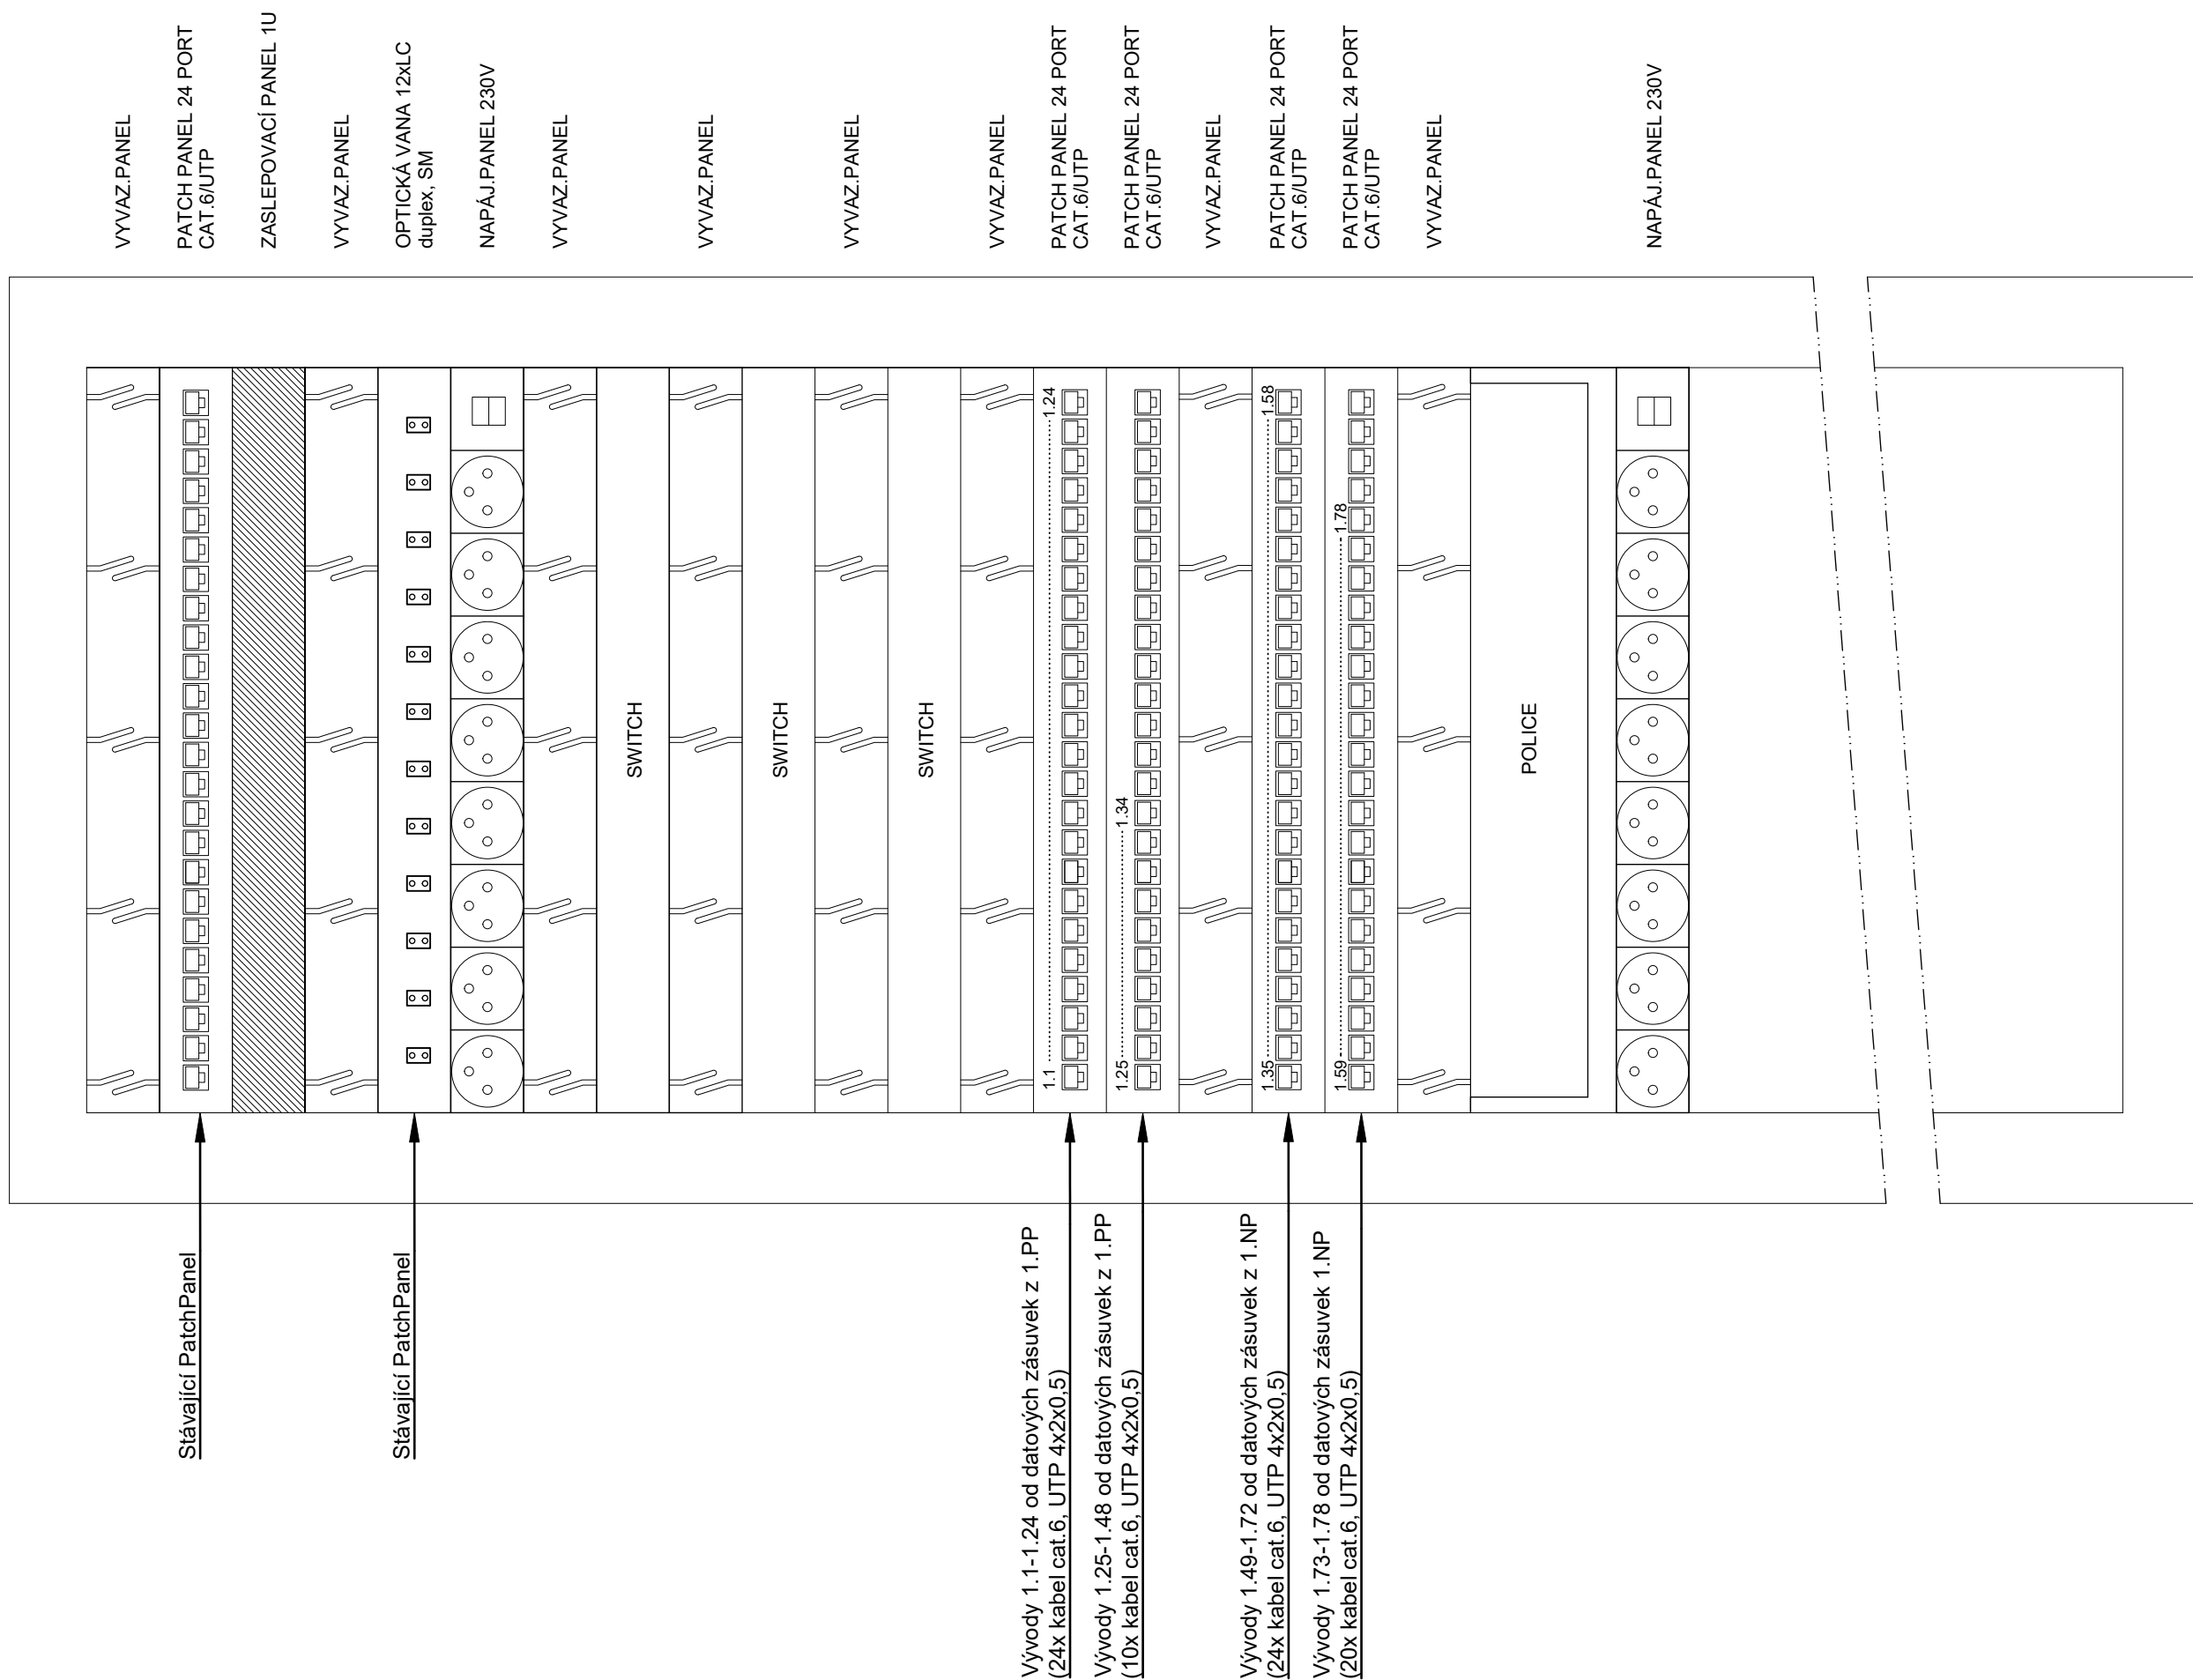 VYVAZ.PANEL
PATCH PANEL 24 PORT
CAT.6/UTP
ZASLEPOVACÍ PANEL 1U
VYVAZ.PANEL
OPTICKÁ VANA 12xLC
duplex, SM
NAPÁJ.PANEL 230V
VYVAZ.PANEL
VYVAZ.PANEL
VYVAZ.PANEL
VYVAZ.PANEL
PATCH PANEL 24 PORT
CAT.6/UTP
PATCH PANEL 24 PORT
CAT.6/UTP
VYVAZ.PANEL
PATCH PANEL 24 PORT
CAT.6/UTP
PATCH PANEL 24 PORT
CAT.6/UTP
VYVAZ.PANEL
NAPÁJ.PANEL 230V
SWITCH
SWITCH
SWITCH
1.1 1.24
1.25 1.34
1.35 1.58
1.59 1.78
POLICE
Stávající PatchPanel
Stávající PatchPanel
Vývody 1.1-1.24 od datových zásuvek z 1.PP
(24x kabel cat.6, UTP 4x2x0,5)
Vývody 1.25-1.48 od datových zásuvek z 1.PP
(10x kabel cat.6, UTP 4x2x0,5)
Vývody 1.49-1.72 od datových zásuvek z 1.NP
(24x kabel cat.6, UTP 4x2x0,5)
Vývody 1.73-1.78 od datových zásuvek 1.NP
(20x kabel cat.6, UTP 4x2x0,5)